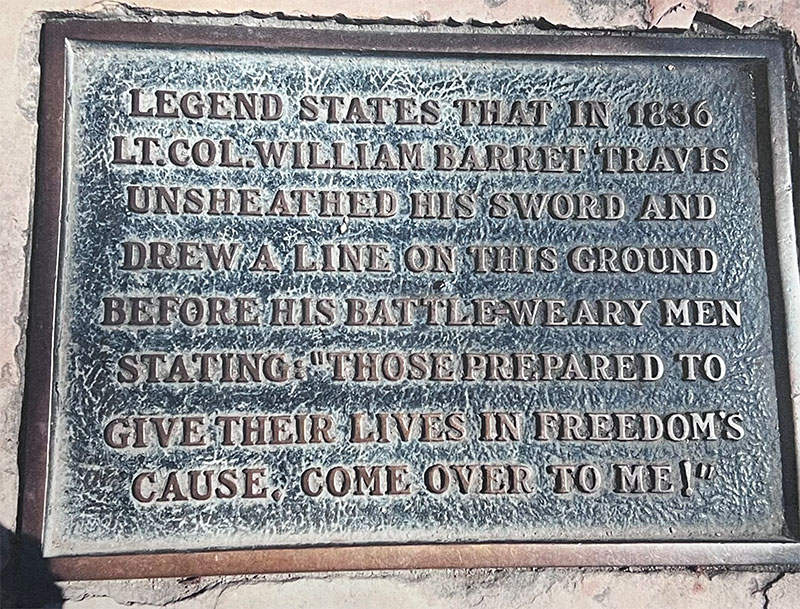 LEGEND STATES THAT IN 1836
LT.COL.WILLIAM BARRET TRAVIS
UNSHEATHED HIS SWORD AND
DREW A LINE ON THIS GROUND
BEFORE HIS BATTLE-WEARY MEN
STATING: "THOSE PREPARED TO
GIVE THEIR LIVES IN FREEDOM'S
CAUSE, COME OVER TO ME!"